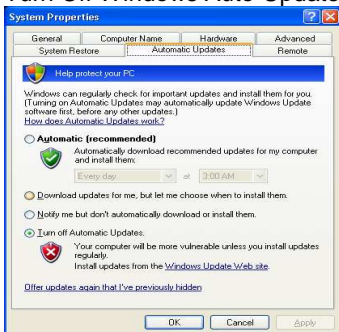 System Properties
General Computer Name Hardware Advanced
System Restore Automatic Updates Remote
Help protect your PC
Windows can regularly check for important updates and install them for you.
(Turning on Automatic Updates may automatically update Windows Update
software first, before any other updates.)
How does Automatic Updates work?
Automatic (recommended)
Automatically download recommended updates for my computer
and install them:
Every day at 3:00 AM
Download updates for me, but let me choose when to install them.
Notify me but don't automatically download or install them.
Turn off Automatic Updates.
Your computer will be more vulnerable unless you install updates
regularly.
Install updates from the Windows Update Web site.
Offer updates again that I've previously hidden
OK Cancel Apply